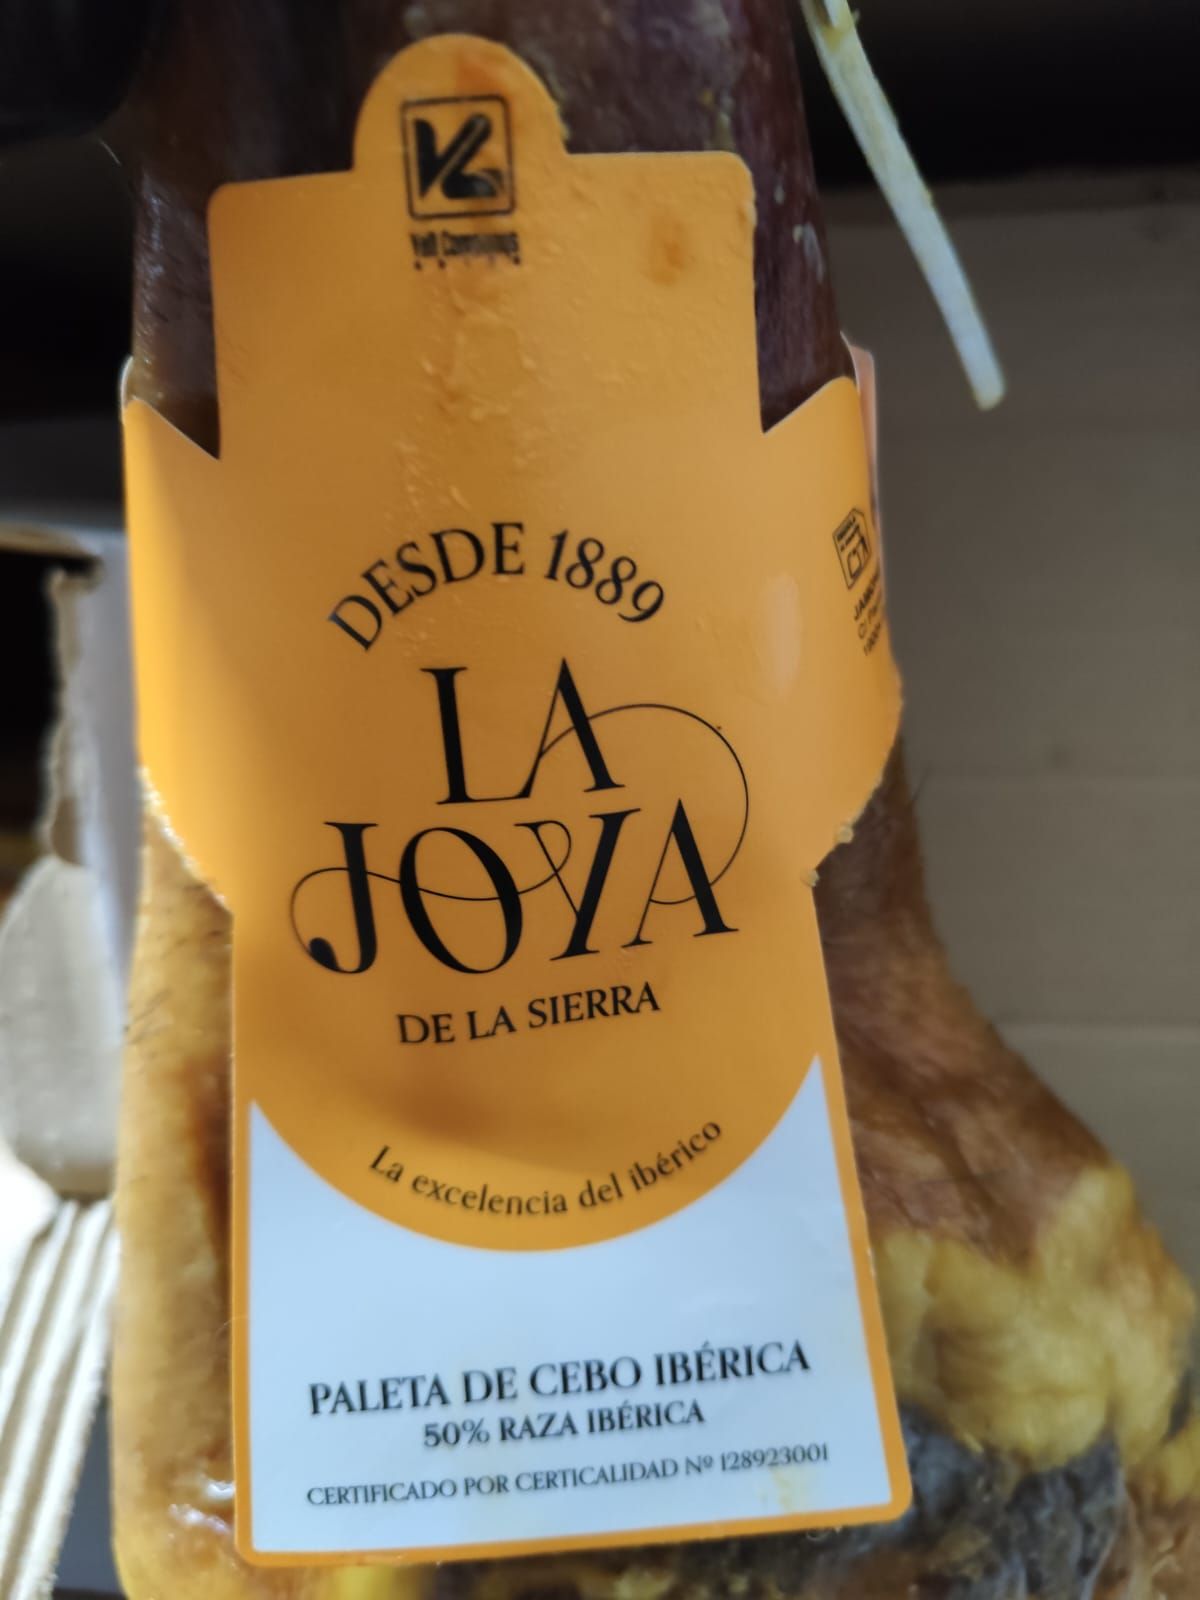 DESDE 1889
LA
JOYA
DE LA SIERRA
La excelencia del ibérico
PALETA DE CEBO IBÉRICA
50% RAZA IBÉRICA
CERTIFICADO POR CERTICALIDAD Nº 128923001